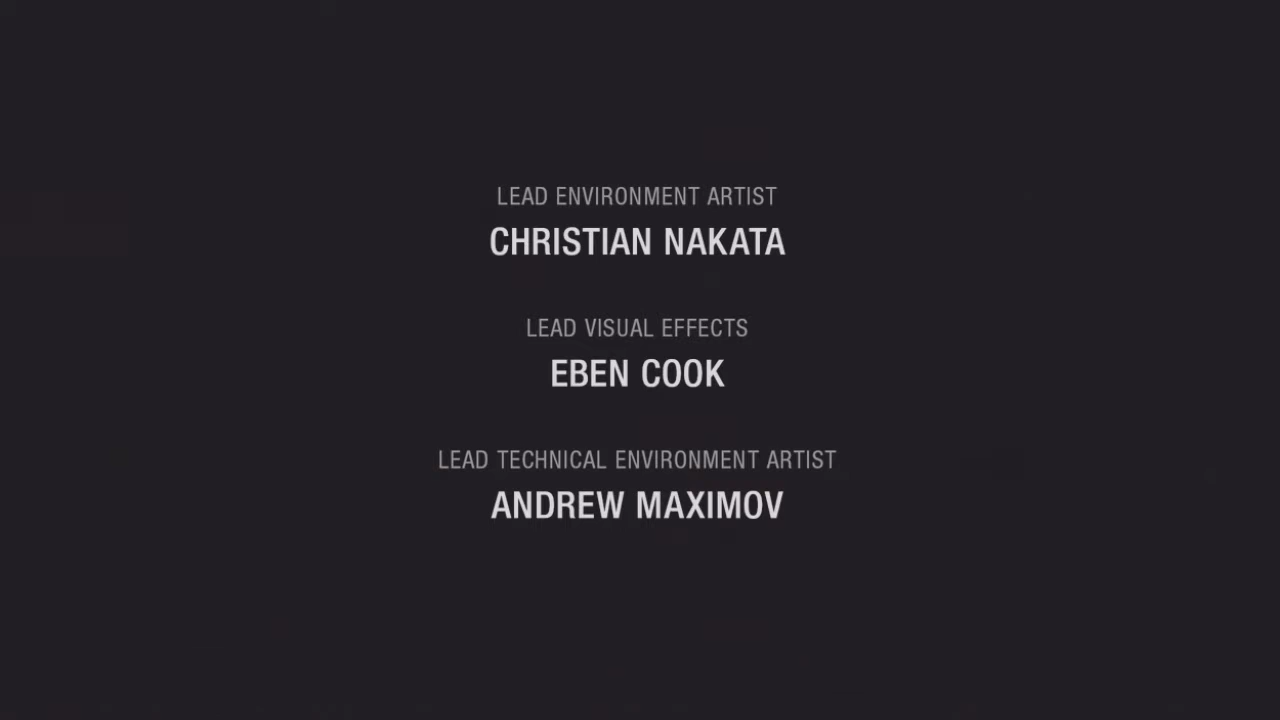 LEAD ENVIRONMENT ARTIST
CHRISTIAN NAKATA
LEAD VISUAL EFFECTS
EBEN COOK
LEAD TECHNICAL ENVIRONMENT ARTIST
ANDREW MAXIMOV